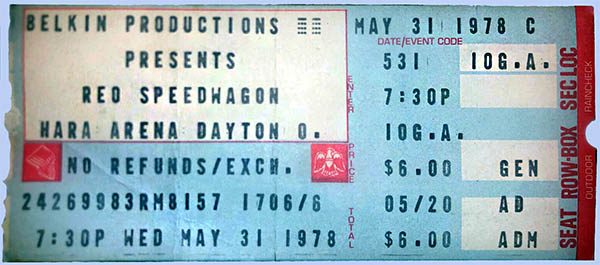 BELKIN PRODUCTIONS
PRESENTS
REO SPEEDWAGON
HARA ARENA DAYTON O.
NO REFUNDS/EXCH.
24269983RM8157 1706/6
7:30P WED MAY 31 1978
ENTER
PRICE
TOTAL
MAY 31 1978 C
DATE/EVENT CODE
531 10G.A.
7:30P
10G.A.
$6.00 GEN
05/20 AD
$6.00 ADM
SEAT ROW-BOX SEC LOC
OUTDOOR RAINCHECK